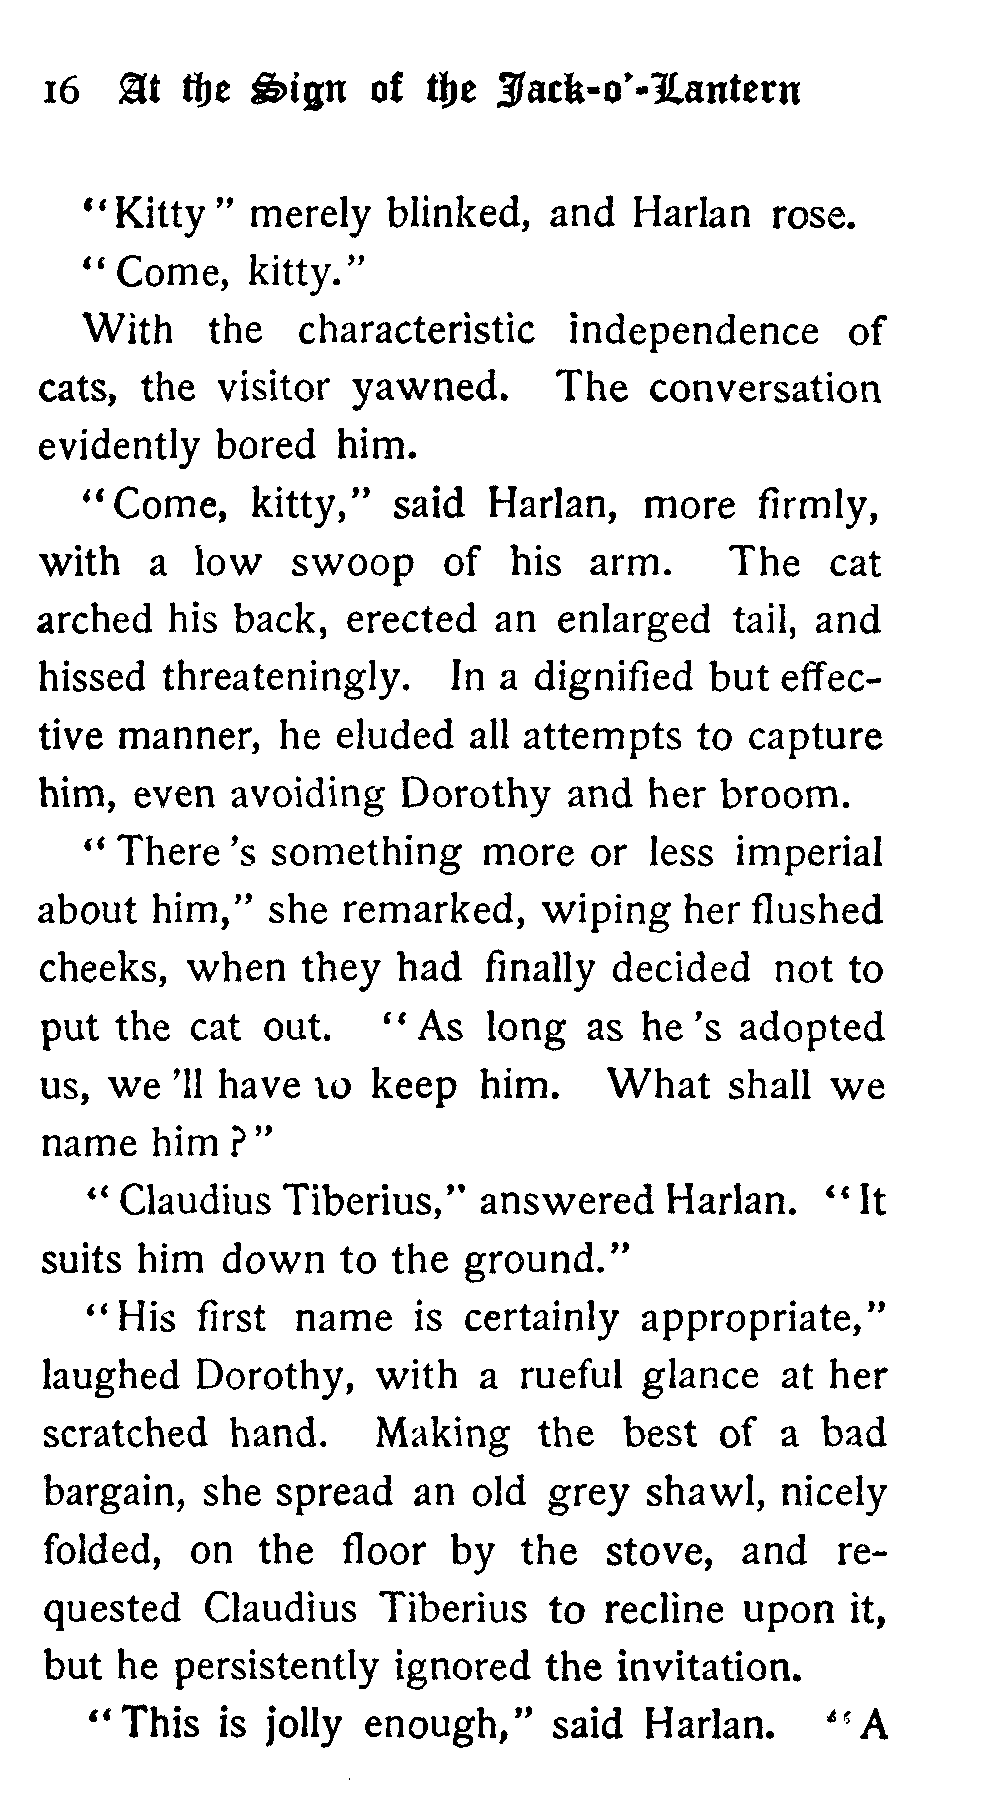 16 At the Sign of the Jack-o'-Lantern
"Kitty" merely blinked, and Harlan rose.
"Come, kitty."
With the characteristic independence of
cats, the visitor yawned. The conversation
evidently bored him.
"Come, kitty," said Harlan, more firmly,
with a low swoop of his arm. The cat
arched his back, erected an enlarged tail, and
hissed threateningly. In a dignified but effec-
tive manner, he eluded all attempts to capture
him, even avoiding Dorothy and her broom.
"There's something more or less imperial
about him," she remarked, wiping her flushed
cheeks, when they had finally decided not to
put the cat out. "As long as he's adopted
us, we'll have to keep him. What shall we
name him?"
"Claudius Tiberius," answered Harlan. "It
suits him down to the ground."
"His first name is certainly appropriate,"
laughed Dorothy, with a rueful glance at her
scratched hand. Making the best of a bad
bargain, she spread an old grey shawl, nicely
folded, on the floor by the stove, and re-
quested Claudius Tiberius to recline upon it,
but he persistently ignored the invitation.
"This is jolly enough," said Harlan. "A